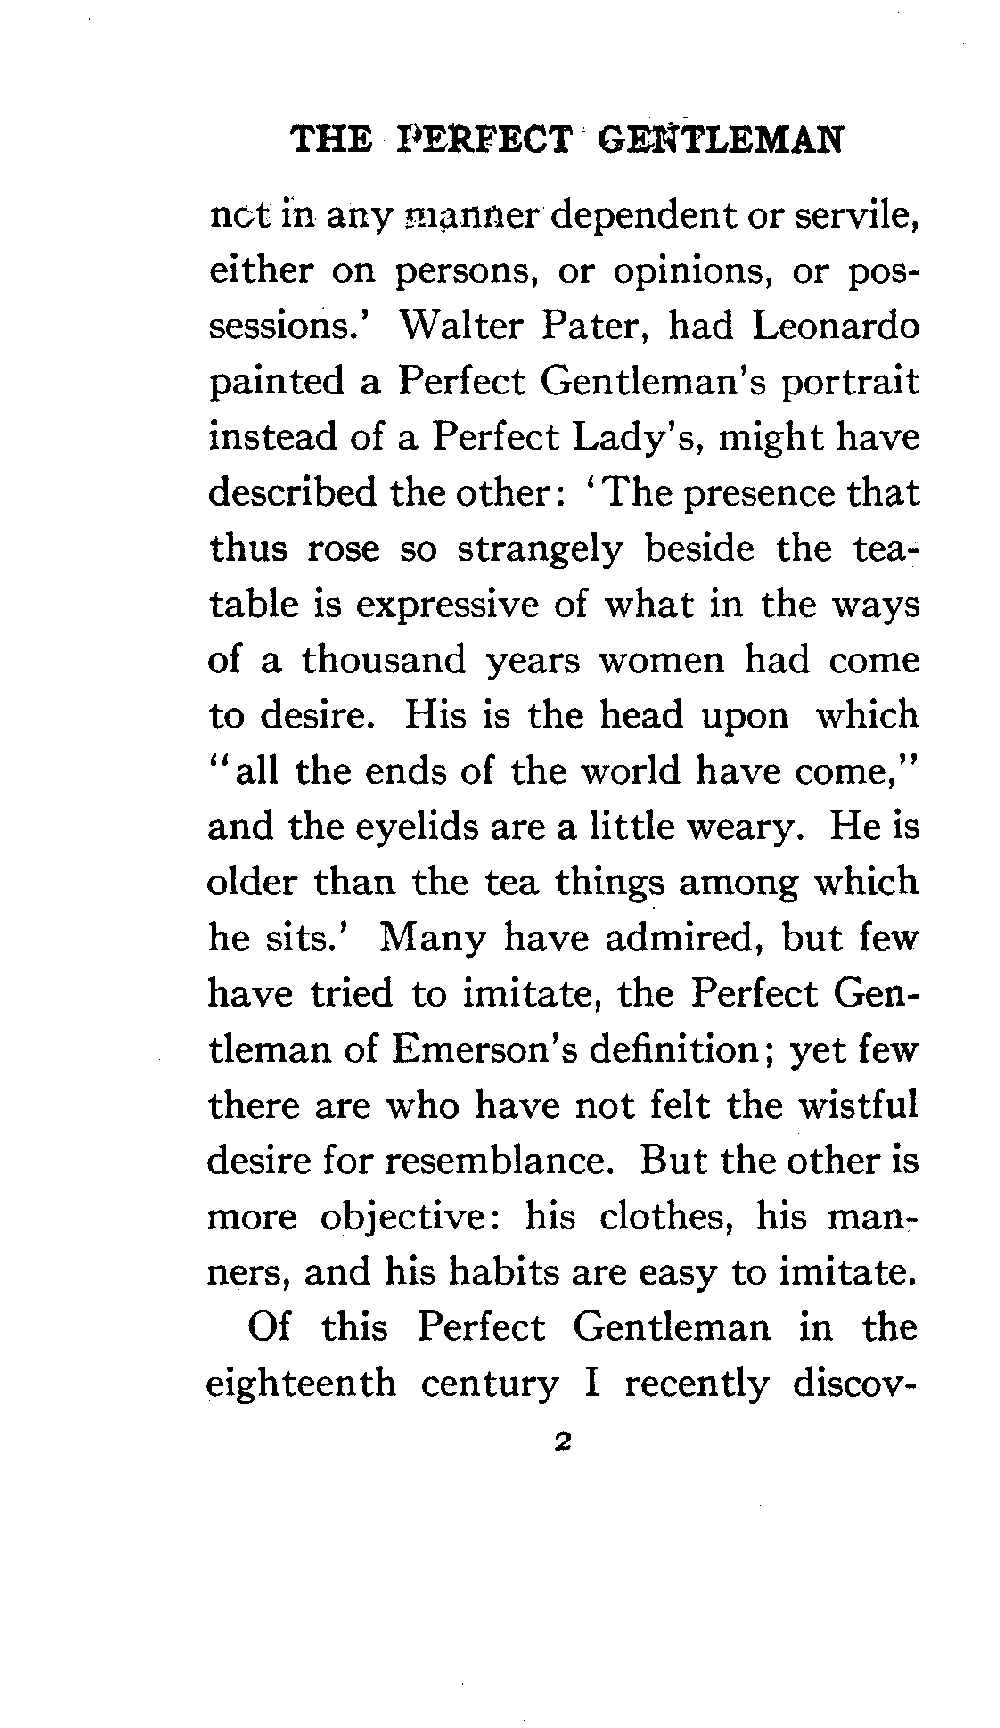 THE PERFECT GENTLEMAN
not in any manner dependent or servile,
either on persons, or opinions, or pos-
sessions.' Walter Pater, had Leonardo
painted a Perfect Gentleman's portrait
instead of a Perfect Lady's, might have
described the other: 'The presence that
thus rose so strangely beside the tea-
table is expressive of what in the ways
of a thousand years women had come
to desire. His is the head upon which
"all the ends of the world have come,"
and the eyelids are a little weary. He is
older than the tea things among which
he sits.' Many have admired, but few
have tried to imitate, the Perfect Gen-
tleman of Emerson's definition; yet few
there are who have not felt the wistful
desire for resemblance. But the other is
more objective: his clothes, his man-
ners, and his habits are easy to imitate.
Of this Perfect Gentleman in the
eighteenth century I recently discov-
2